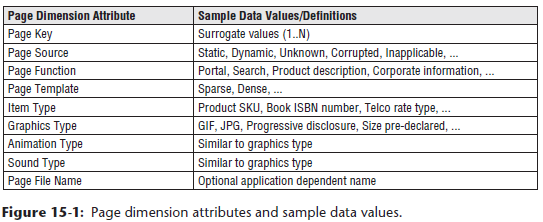 Page Dimension Attribute Sample Data Values/Definitions
Page Key Surrogate values (1..N)
Page Source Static, Dynamic, Unknown, Corrupted, Inapplicable, ...
Page Function Portal, Search, Product description, Corporate information, ...
Page Template Sparse, Dense, ...
Item Type Product SKU, Book ISBN number, Telco rate type, ...
Graphics Type GIF, JPG, Progressive disclosure, Size pre-declared, ...
Animation Type Similar to graphics type
Sound Type Similar to graphics type
Page File Name Optional application dependent name
Figure 15-1: Page dimension attributes and sample data values.